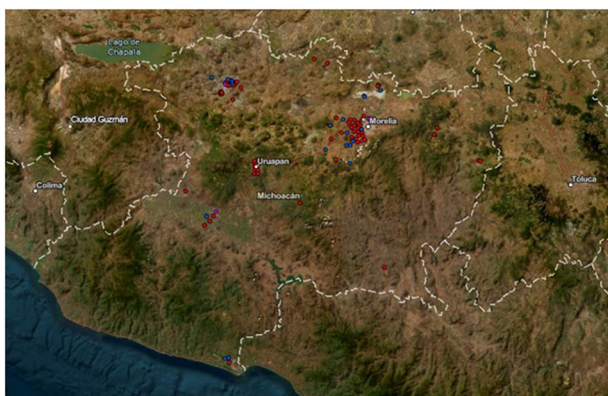 Lago de
Chapala
Ciudad Guzmán
Morelia
Uruapan
Toluca
Colima
Michoacán